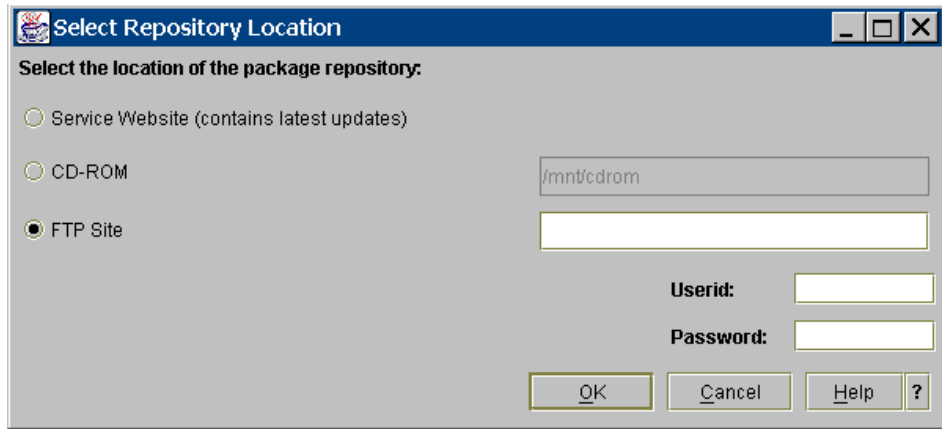 Select Repository Location
Select the location of the package repository:
Service Website (contains latest updates)
CD-ROM /mnt/cdrom
FTP Site
Userid:
Password:
OK Cancel Help ?